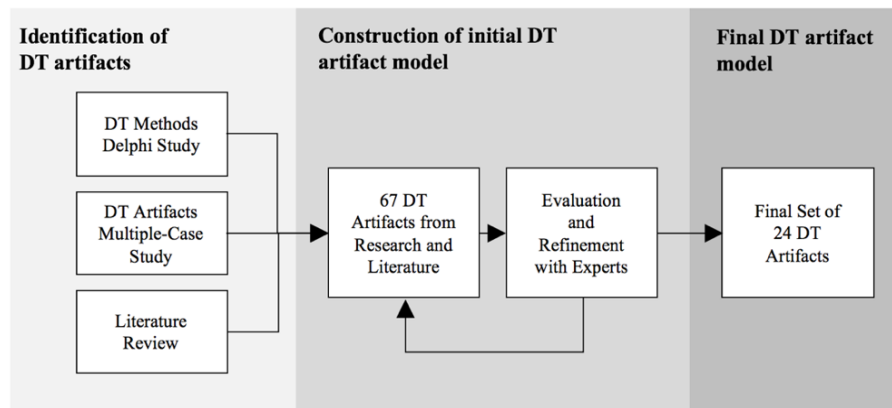 Identification of
DT artifacts
Construction of initial DT
artifact model
Final DT artifact
model
DT Methods
Delphi Study
DT Artifacts
Multiple-Case
Study
Literature
Review
67 DT
Artifacts from
Research and
Literature
Evaluation
and
Refinement
with Experts
Final Set of
24 DT
Artifacts